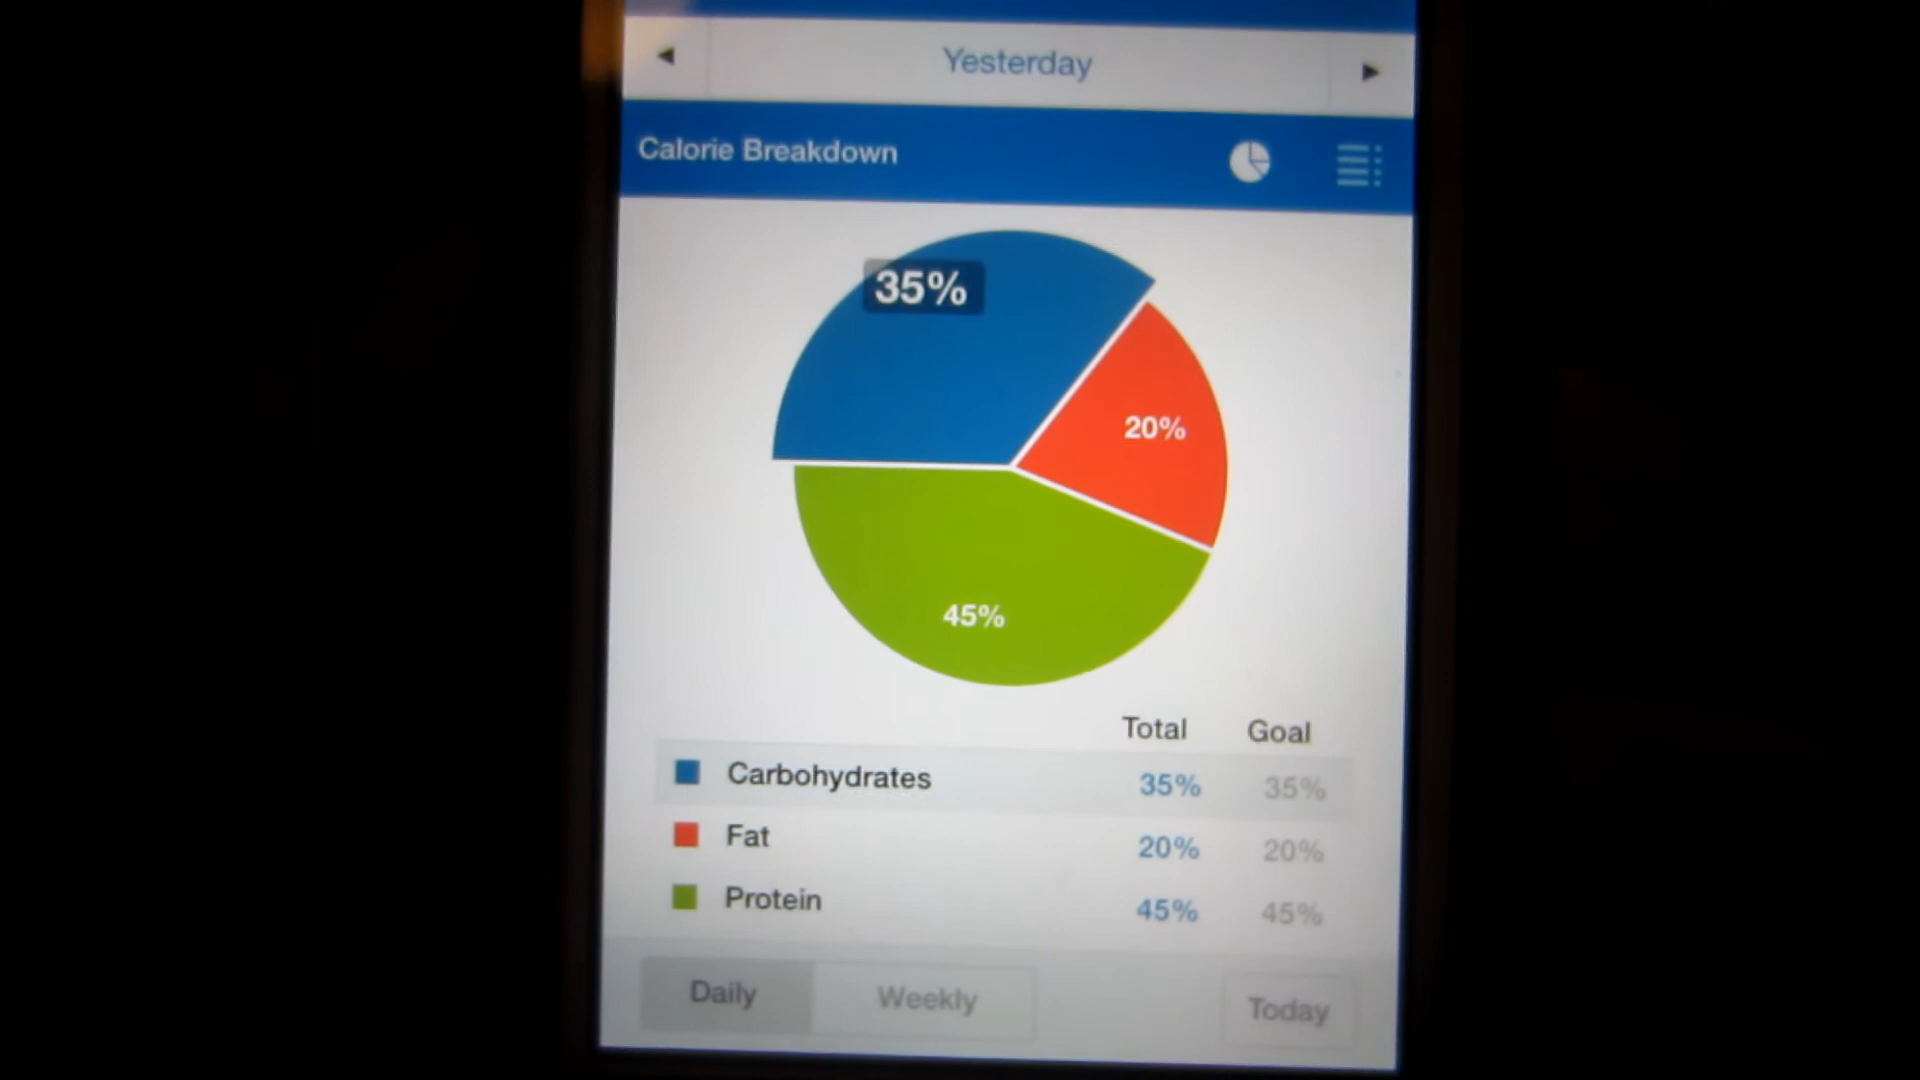 Yesterday
Calorie Breakdown
35%
20%
45%
Total Goal
Carbohydrates 35% 35%
Fat 20% 20%
Protein 45% 45%
Daily Weekly Today